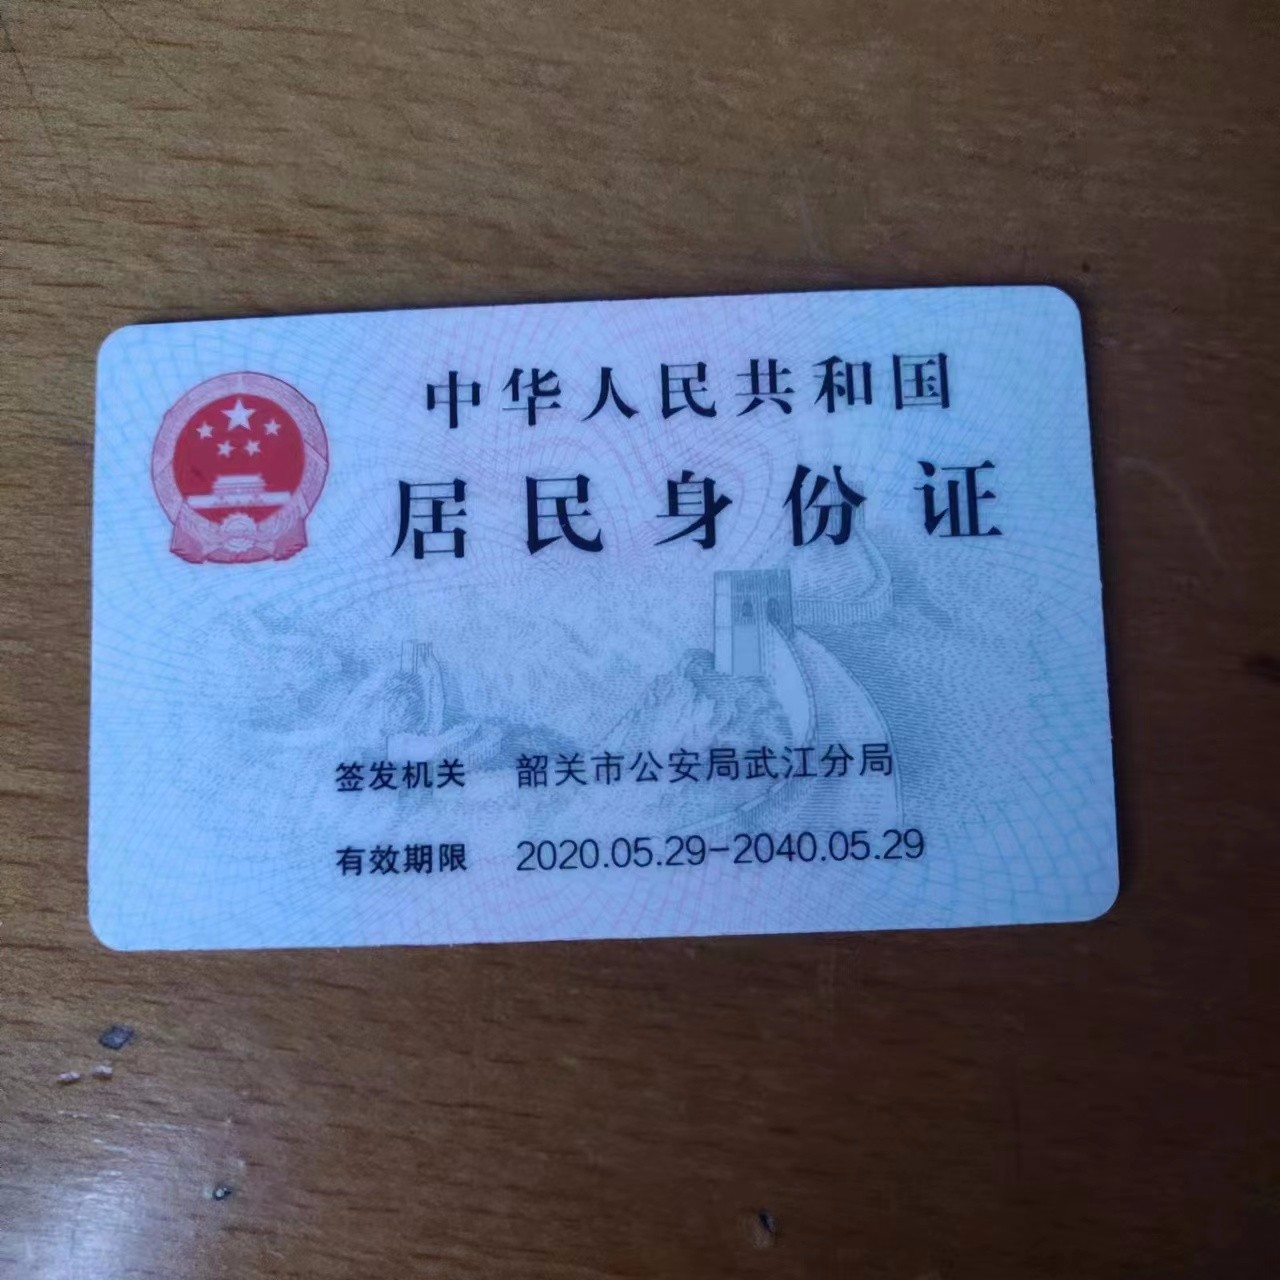 中华人民共和国
居民身份证
签发机关 韶关市公安局武江分局
有效期限 2020.05.29-2040.05.29